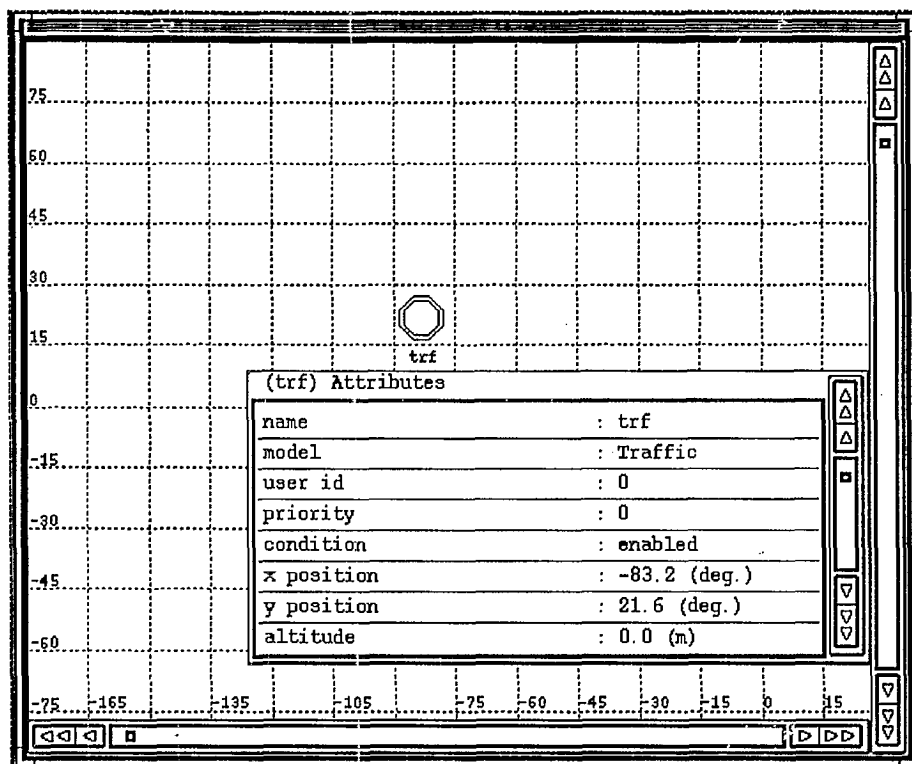 75
60
45
30
15
trf
(trf) Attributes
0
name : trf
model : Traffic
-15
user id : 0
priority : 0
-30
condition : enabled
x position : -83.2 (deg.)
-45
y position : 21.6 (deg.)
altitude : 0.0 (m)
-60
-75 -165 -135 -105 -75 -60 -45 -30 -15 0 15